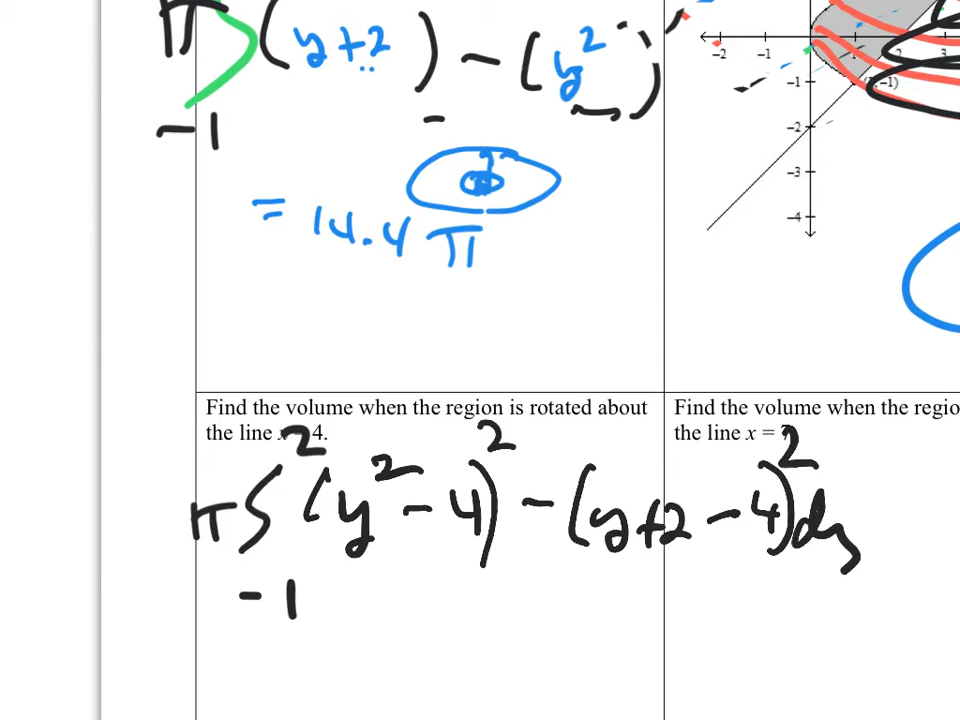 π ( y+2 ) - ( y² )
-1
= 14.4 π
-2 -1 2 3
-1 -1)
-2
-3
-4
Find the volume when the region is rotated about
the line 4.
Find the volume when the regio
the line x =
π ∫ 2 (y² - 4)² - (y+2 - 4)² dy
-1